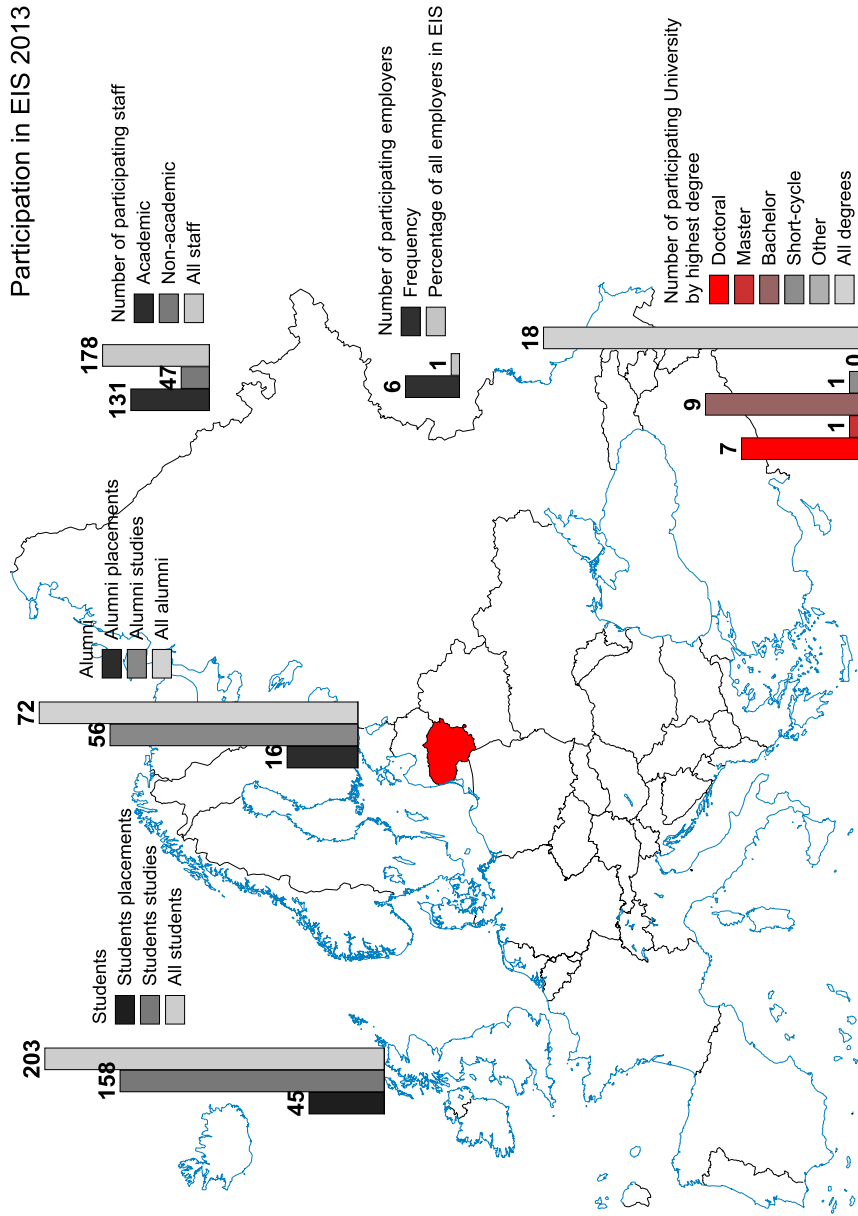 Participation in EIS 2013
Students
Students placements
Students studies
All students
45
158
203
Alumni
Alumni placements
Alumni studies
All alumni
16
56
72
Number of participating staff
Academic
Non-academic
All staff
131
47
178
Number of participating employers
Frequency
Percentage of all employers in EIS
6
1
Number of participating University
by highest degree
Doctoral
Master
Bachelor
Short-cycle
Other
All degrees
7
1
9
1
0
18